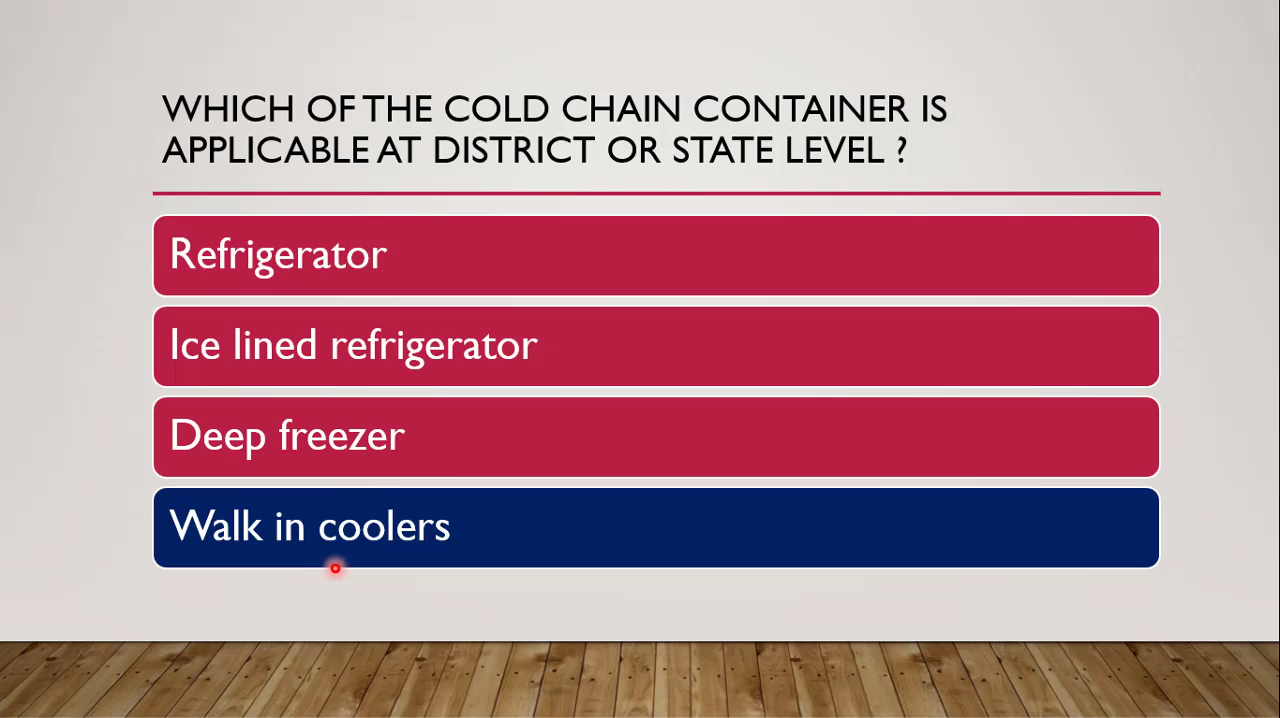 WHICH OF THE COLD CHAIN CONTAINER IS
APPLICABLE AT DISTRICT OR STATE LEVEL ?
Refrigerator
Ice lined refrigerator
Deep freezer
Walk in coolers